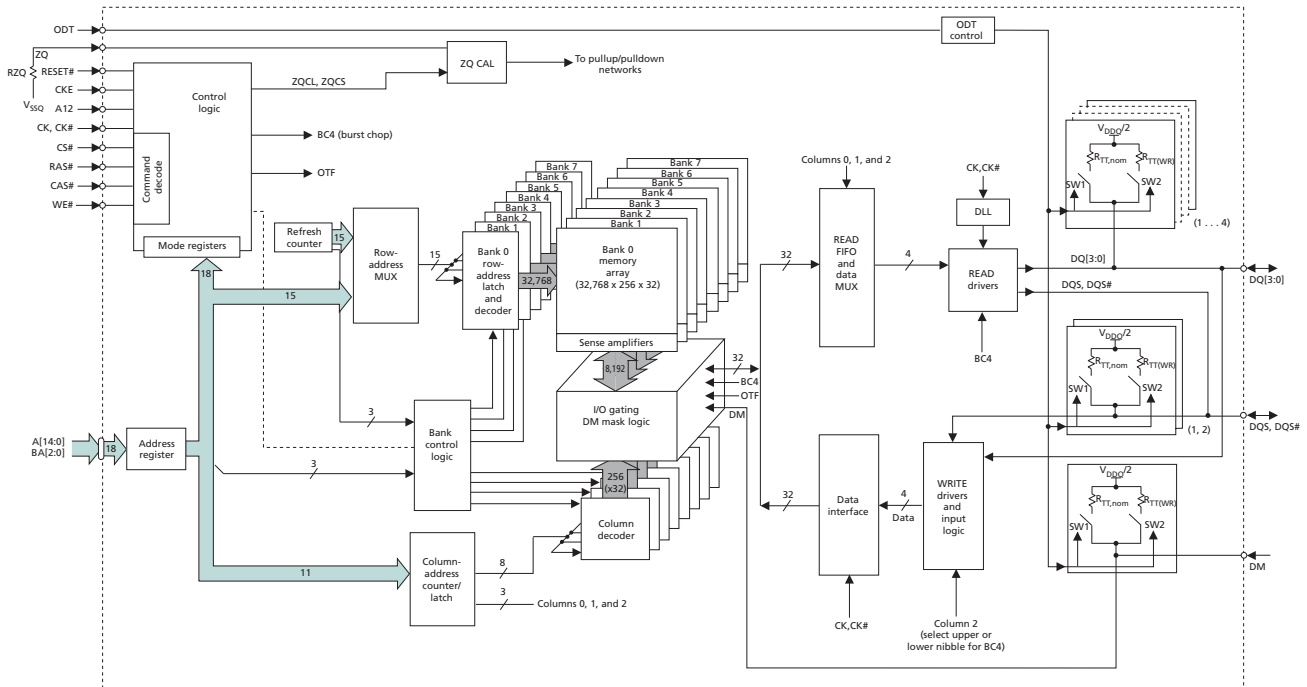 ODT
ODT
control
ZQ
RZQ
VSSQ
RESET#
CKE
A12
CK, CK#
CS#
RAS#
CAS#
WE#
Control
logic
Command
decode
Mode registers
ZQ CAL
To pullup/pulldown
networks
ZQCL, ZQCS
BC4 (burst chop)
OTF
Refresh
counter
15
Row-
address
MUX
15
Bank 7
Bank 6
Bank 5
Bank 4
Bank 3
Bank 2
Bank 1
Bank 0
row-
address
latch
and
decoder
32,768
Bank 7
Bank 6
Bank 5
Bank 4
Bank 3
Bank 2
Bank 1
Bank 0
memory
array
(32,768 x 256 x 32)
Sense amplifiers
8,192
I/O gating
DM mask logic
32
BC4
OTF
DM
18
15
3
3
Bank
control
logic
A[14:0]
BA[2:0]
18
Address
register
256
(x32)
Column
decoder
11
Column-
address
counter/
latch
8
3
Columns 0, 1, and 2
Columns 0, 1, and 2
32
READ
FIFO
and
data
MUX
4
CK,CK#
DLL
READ
drivers
BC4
DQ[3:0]
DQS, DQS#
VDDQ/2
RTT,nom
RTT(WR)
SW1
SW2
(1 . . . 4)
DQ[3:0]
VDDQ/2
RTT,nom
RTT(WR)
SW1
SW2
(1, 2)
DQS, DQS#
32
Data
interface
4
Data
WRITE
drivers
and
input
logic
CK,CK#
Column 2
(select upper or
lower nibble for BC4)
VDDQ/2
RTT,nom
RTT(WR)
SW1
SW2
DM